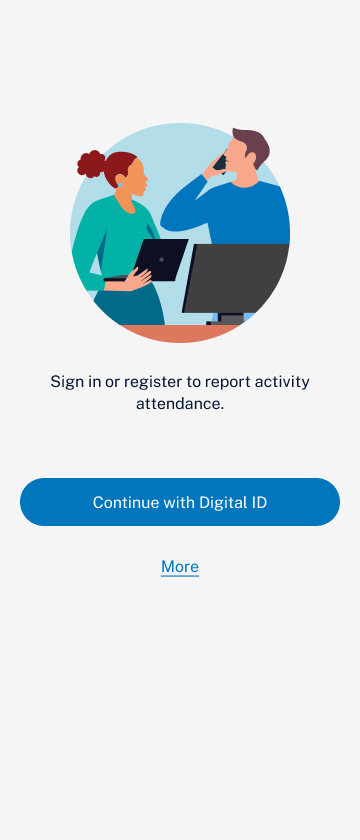 Sign in or register to report activity
attendance.
Continue with Digital ID
More